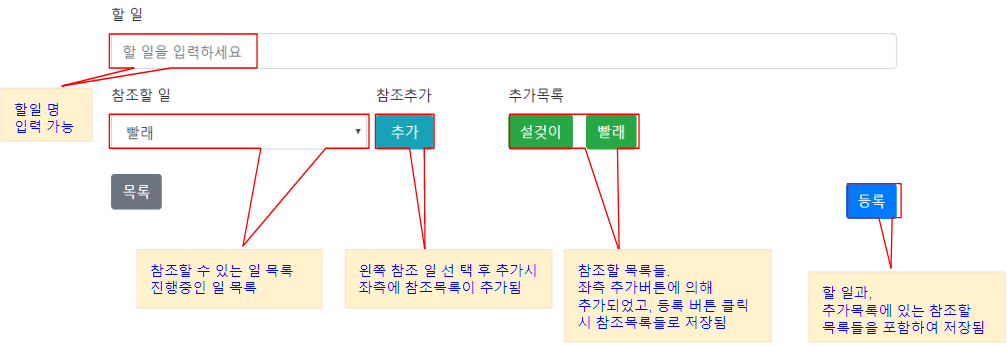 할 일
할 일을 입력하세요
할일 명
입력 가능
참조할 일
참조추가
추가목록
빨래
추가
설겆이
빨래
목록
등록
참조할 수 있는 일 목록
진행중인 일 목록
왼쪽 참조 일 선 택 후 추가시
좌측에 참조목록이 추가됨
참조할 목록들.
좌측 추가버튼에 의해
추가되었고, 등록 버튼 클릭
시 참조목록들로 저장됨
할 일과,
추가목록에 있는 참조할
목록들을 포함하여 저장됨